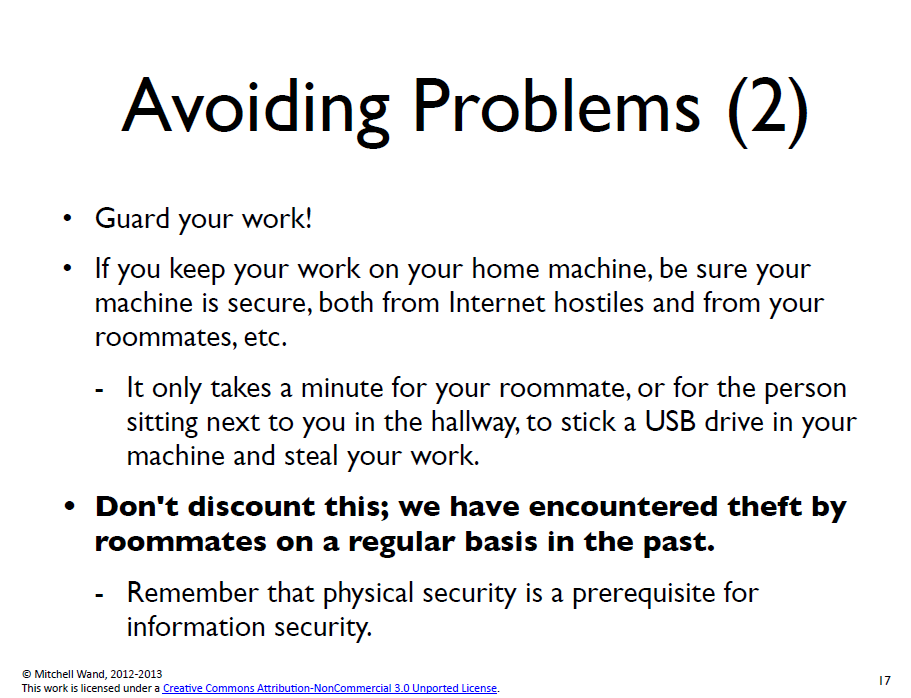 Avoiding Problems (2)
• Guard your work!
• If you keep your work on your home machine, be sure your
machine is secure, both from Internet hostiles and from your
roommates, etc.
- It only takes a minute for your roommate, or for the person
sitting next to you in the hallway, to stick a USB drive in your
machine and steal your work.
• Don't discount this; we have encountered theft by
roommates on a regular basis in the past.
- Remember that physical security is a prerequisite for
information security.
© Mitchell Wand, 2012-2013
This work is licensed under a Creative Commons Attribution-NonCommercial 3.0 Unported License.
17